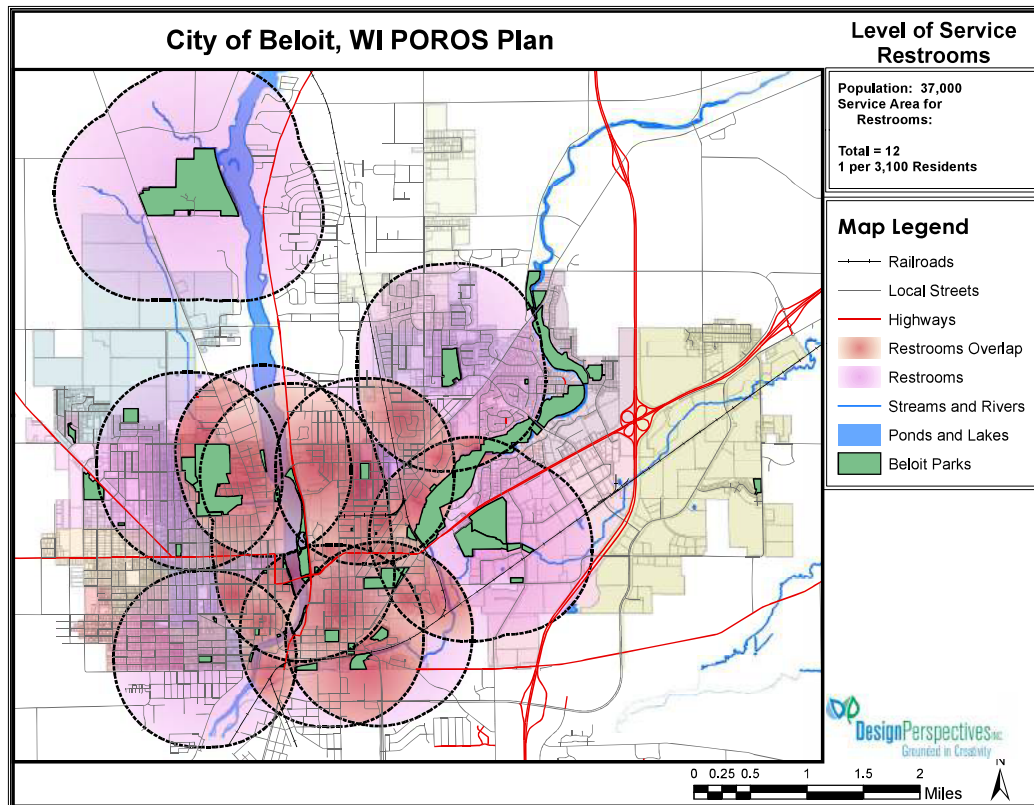 City of Beloit, WI POROS Plan
Level of Service
Restrooms
Population: 37,000
Service Area for
Restrooms:
Total = 12
1 per 3,100 Residents
Map Legend
Railroads
Local Streets
Highways
Restrooms Overlap
Restrooms
Streams and Rivers
Ponds and Lakes
Beloit Parks
DesignPerspectives INC.
Grounded in Creativity
N
0 0.25 0.5 1 1.5 2
Miles